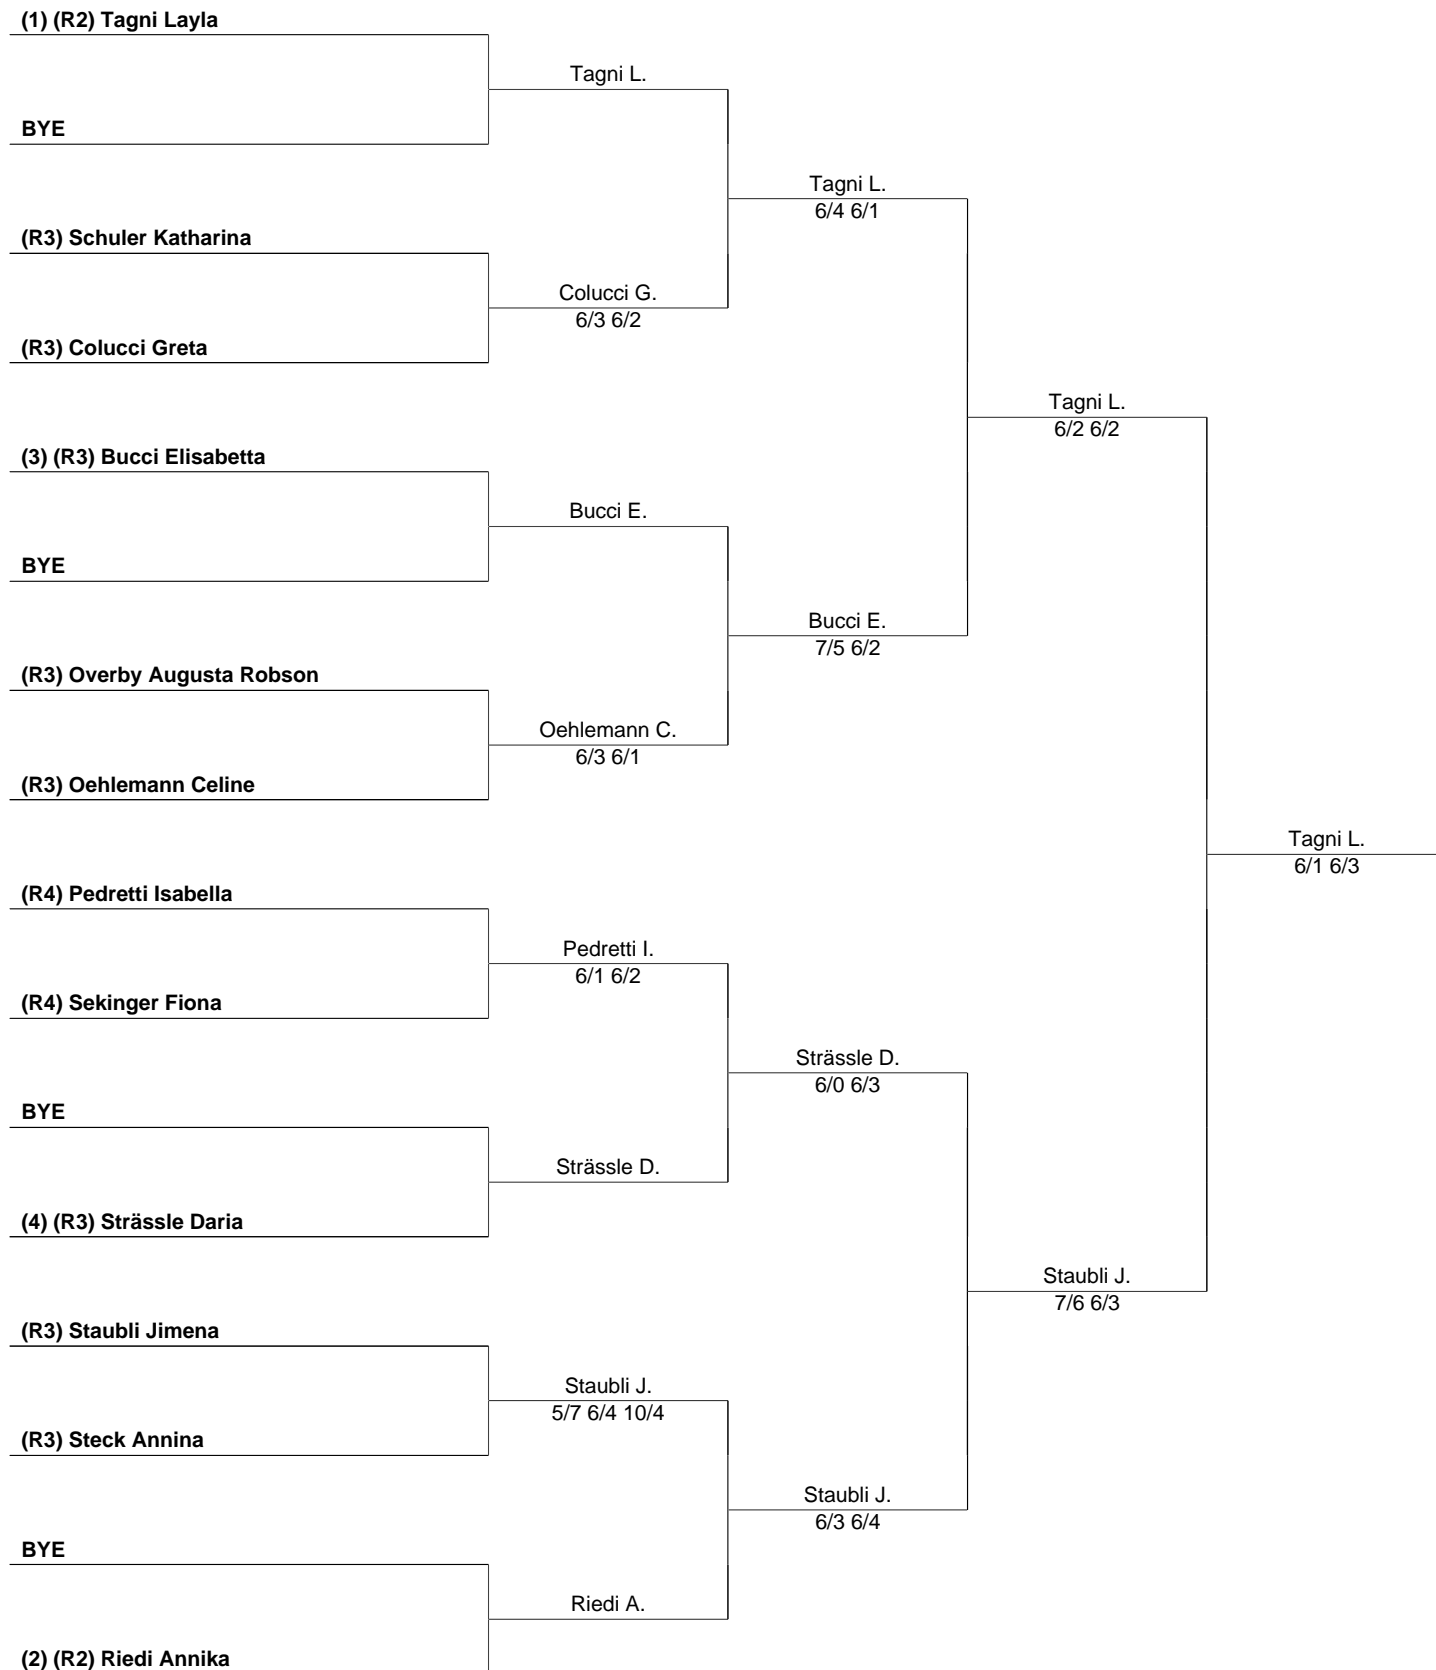 (1) (R2) Tagni Layla
Tagni L.
BYE
Tagni L.
6/4 6/1
(R3) Schuler Katharina
Colucci G.
6/3 6/2
(R3) Colucci Greta
Tagni L.
6/2 6/2
(3) (R3) Bucci Elisabetta
Bucci E.
BYE
Bucci E.
7/5 6/2
(R3) Overby Augusta Robson
Oehlemann C.
6/3 6/1
(R3) Oehlemann Celine
Tagni L.
6/1 6/3
(R4) Pedretti Isabella
Pedretti I.
6/1 6/2
(R4) Sekinger Fiona
Strässle D.
6/0 6/3
BYE
Strässle D.
(4) (R3) Strässle Daria
Staubli J.
7/6 6/3
(R3) Staubli Jimena
Staubli J.
5/7 6/4 10/4
(R3) Steck Annina
Staubli J.
6/3 6/4
BYE
Riedi A.
(2) (R2) Riedi Annika